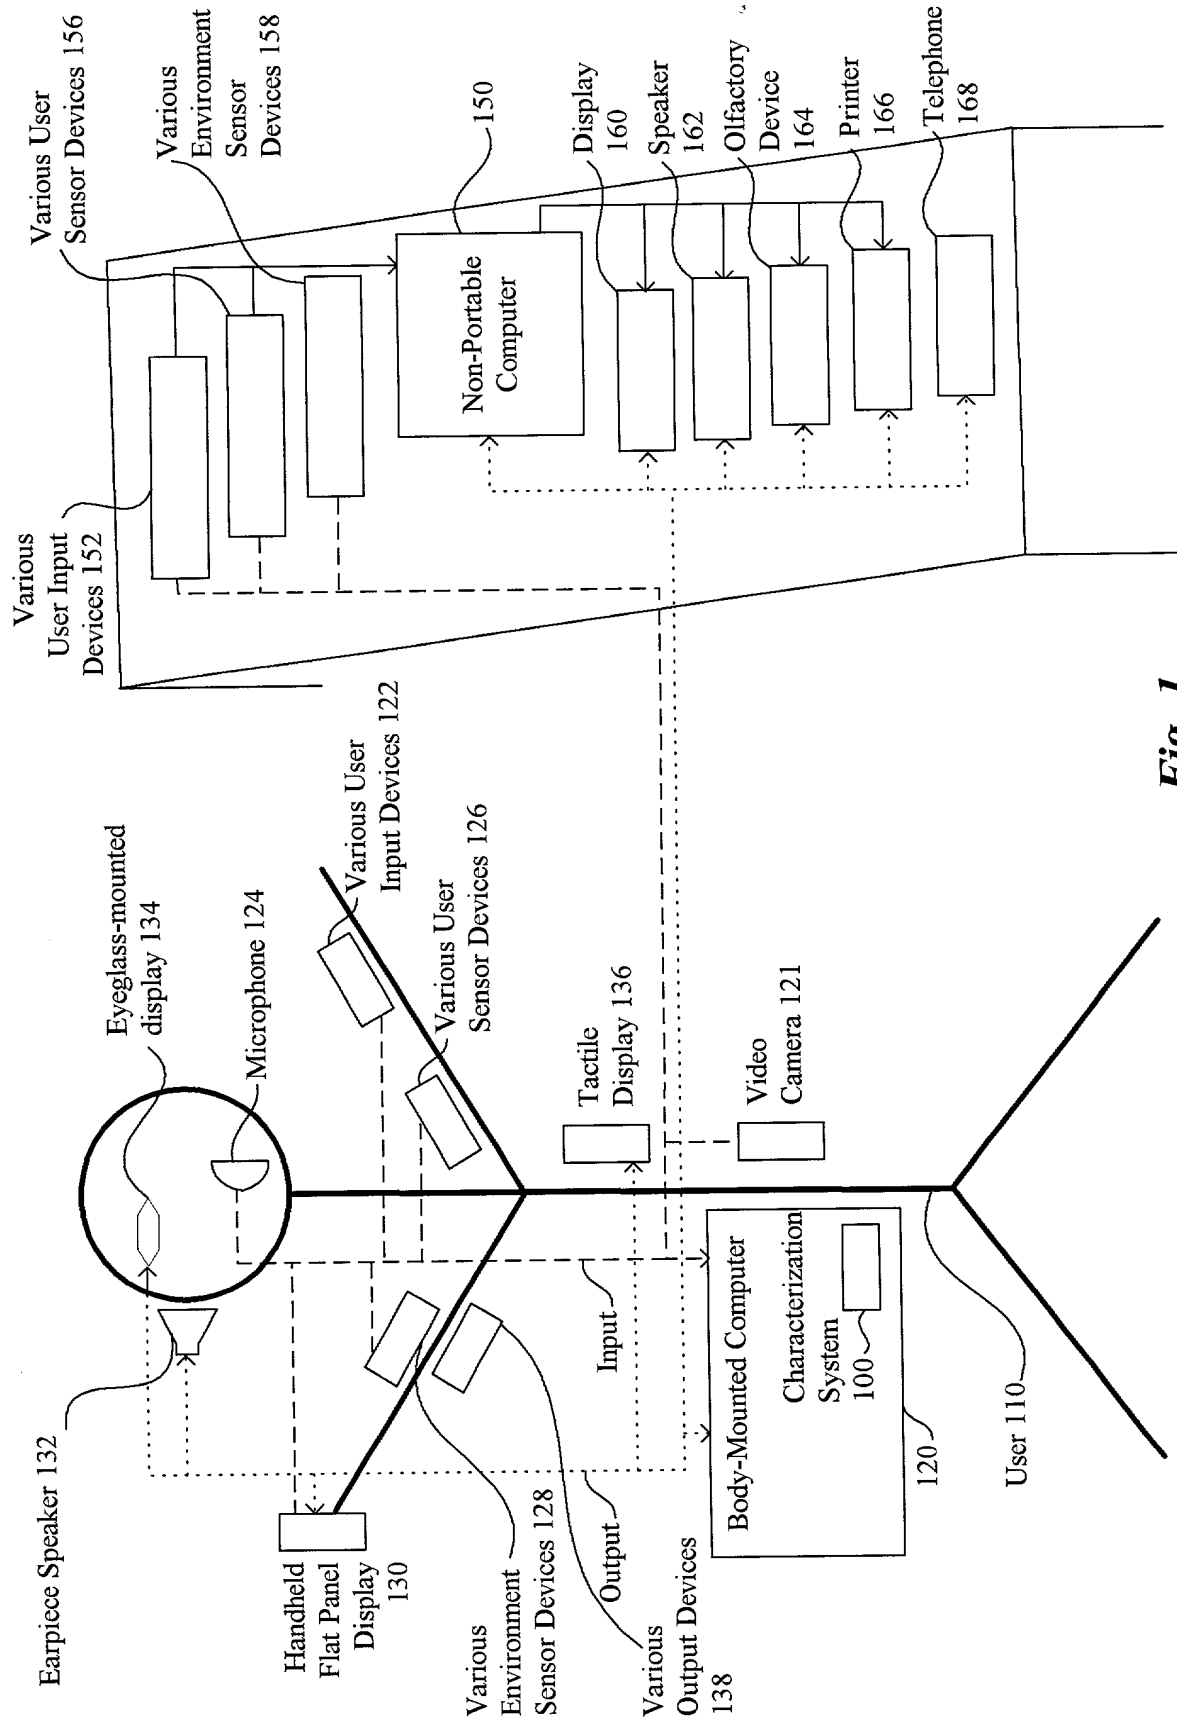 Earpiece Speaker 132
Eyeglass-mounted
display 134
Microphone 124
Various User
Input Devices 122
Various User
Sensor Devices 126
Handheld
Flat Panel
Display
130
Various
Environment
Sensor Devices 128
Various
Output Devices
138
Output
Input
Tactile
Display 136
Video
Camera 121
Body-Mounted Computer
Characterization
System
100
120
User 110
Various
User Input
Devices 152
Various User
Sensor Devices 156
Various
Environment
Sensor
Devices 158
150
Non-Portable
Computer
Display
160
Speaker
162
Olfactory
Device
164
Printer
166
Telephone
168
Fig. 1